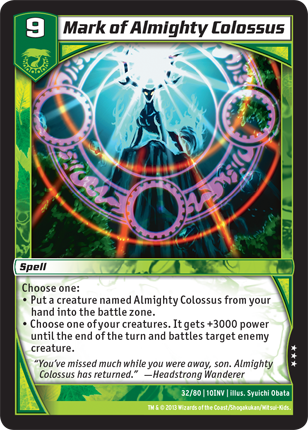 9
Mark of Almighty Colossus
Spell
Choose one:
• Put a creature named Almighty Colossus from your
hand into the battle zone.
• Choose one of your creatures. It gets +3000 power
until the end of the turn and battles target enemy
creature.
“You’ve missed much while you were away, son. Almighty
Colossus has returned.” —Headstrong Wanderer
32/80 | 10INV | illus. Syuichi Obata
TM & © 2013 Wizards of the Coast/Shogakukan/Mitsui-Kids.